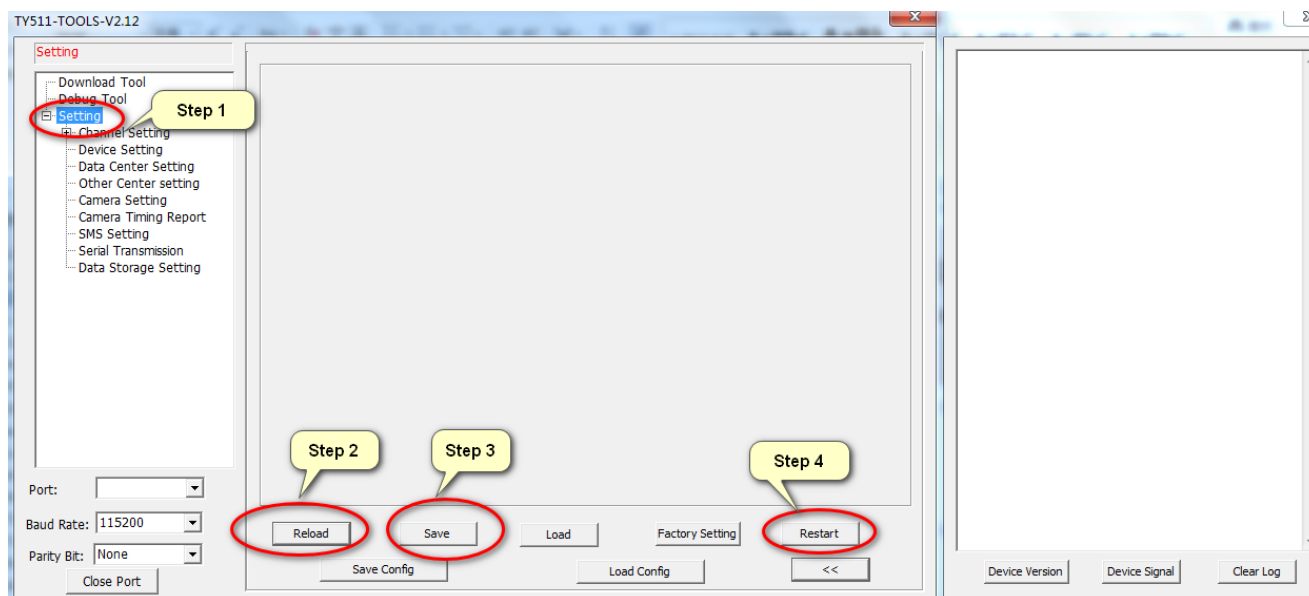 TY511-TOOLS-V2.12
Setting
Download Tool
Debug Tool
Setting
Step 1
Channel Setting
Device Setting
Data Center Setting
Other Center setting
Camera Setting
Camera Timing Report
SMS Setting
Serial Transmission
Data Storage Setting
Step 2
Step 3
Step 4
Port:
Baud Rate: 115200
Parity Bit: None
Close Port
Reload
Save
Load
Factory Setting
Restart
Save Config
Load Config
<<
Device Version
Device Signal
Clear Log